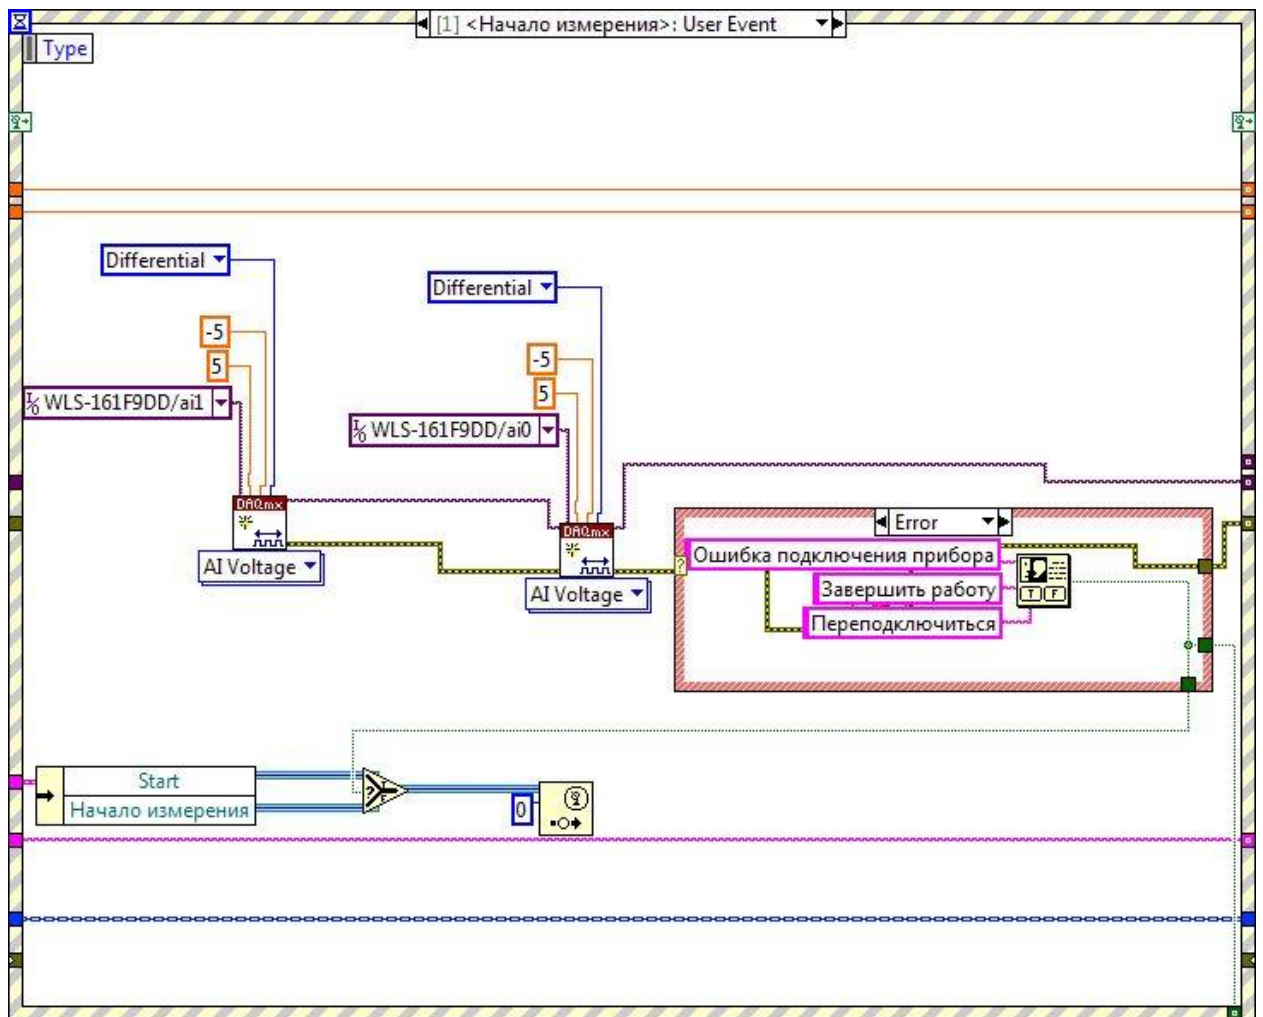 [1] <Начало измерения>: User Event
Type
Differential
Differential
-5
-5
5
5
I/O WLS-161F9DD/ai1
I/O WLS-161F9DD/ai0
DAQmx
DAQmx
Error
AI Voltage
AI Voltage
?
Ошибка подключения прибора
Завершить работу
T F
Переподключиться
Start
Начало измерения
? T F
0